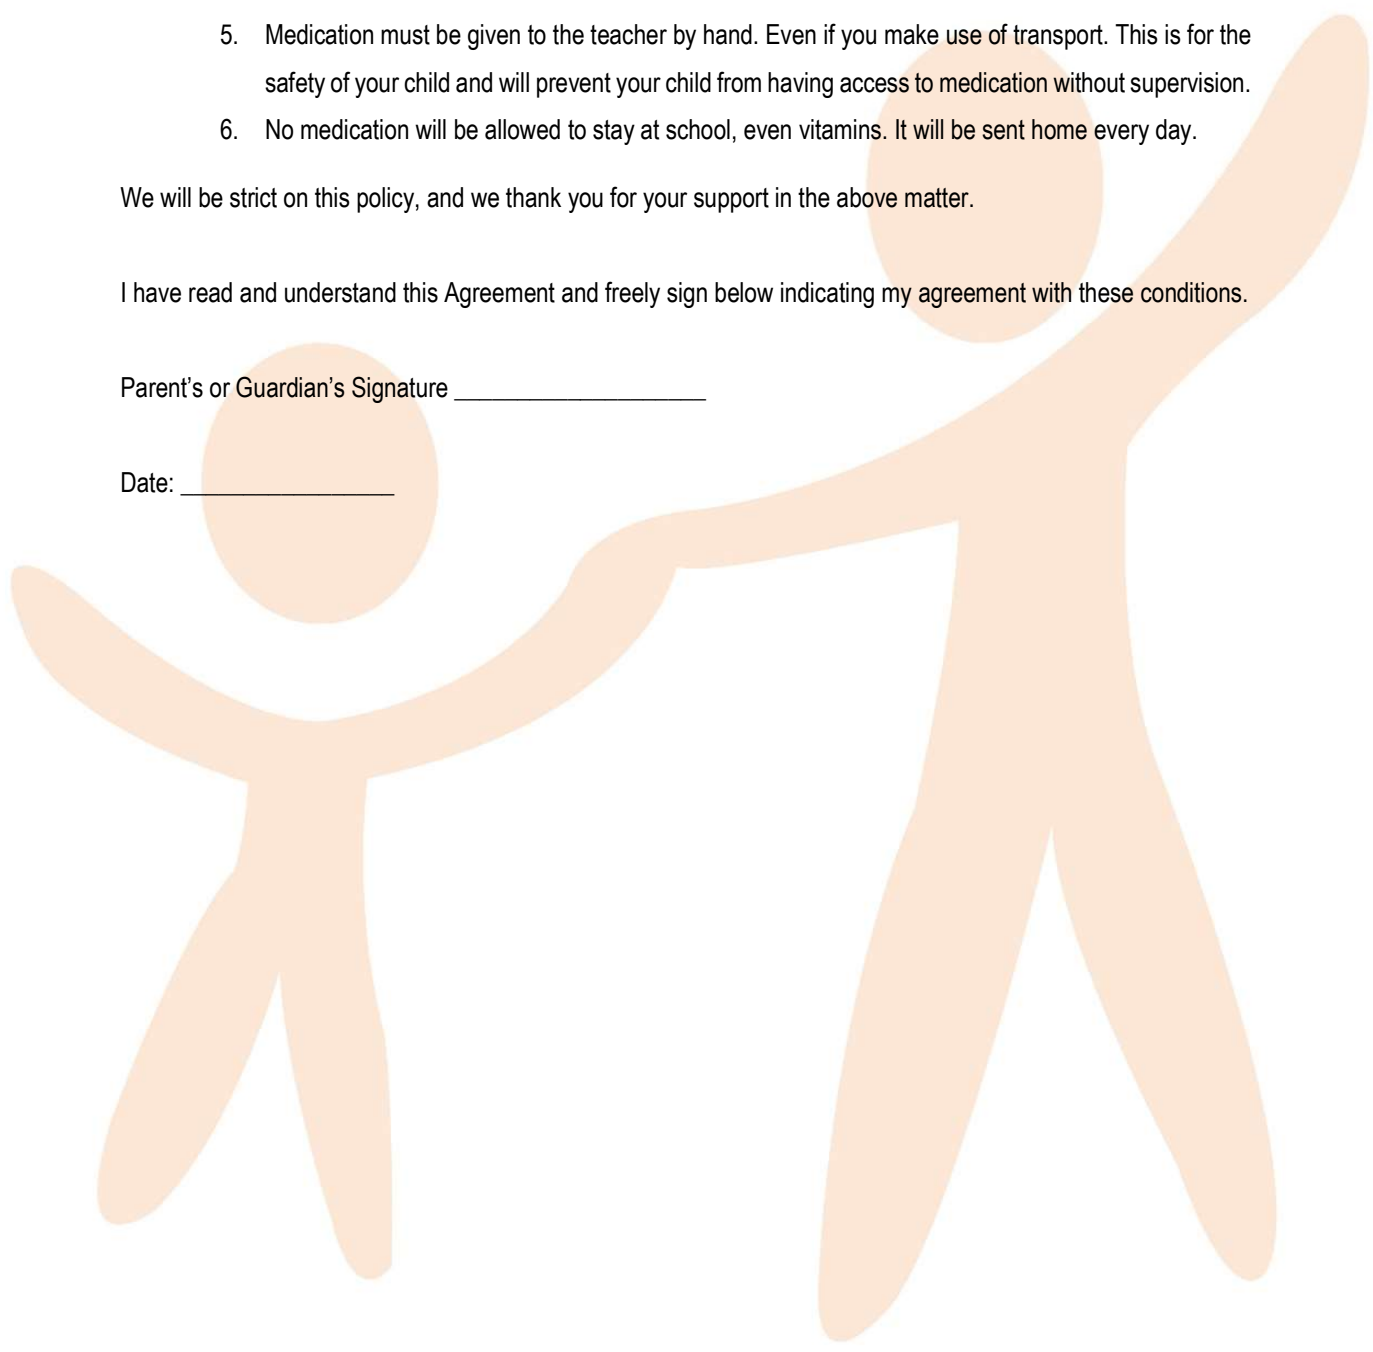 5. Medication must be given to the teacher by hand. Even if you make use of transport. This is for the
safety of your child and will prevent your child from having access to medication without supervision.
6. No medication will be allowed to stay at school, even vitamins. It will be sent home every day.
We will be strict on this policy, and we thank you for your support in the above matter.
I have read and understand this Agreement and freely sign below indicating my agreement with these conditions.
Parent’s or Guardian’s Signature ____________________
Date: _________________